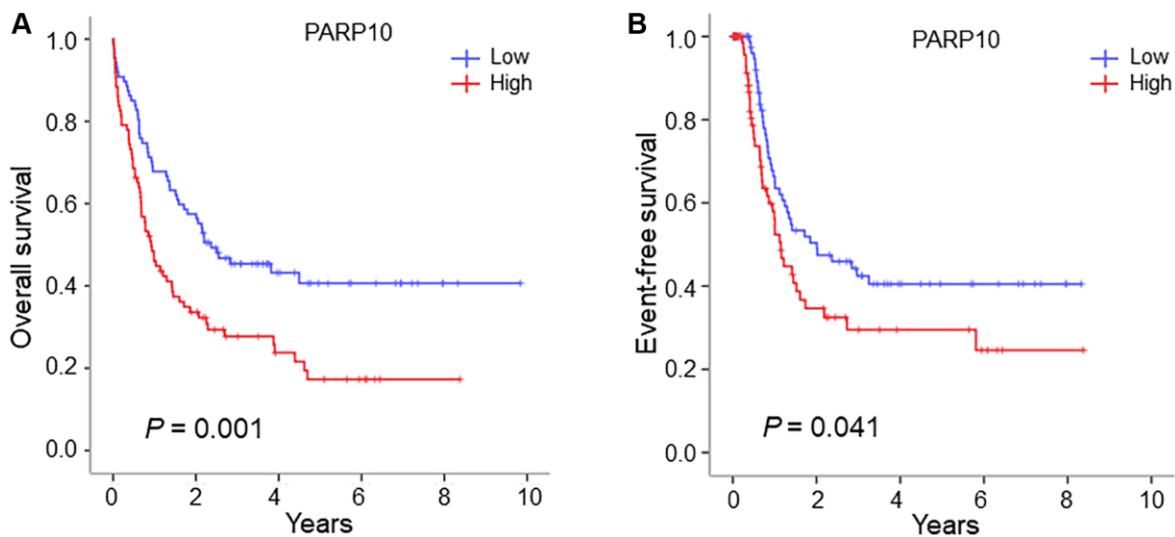 A
PARP10
Low
High
Overall survival
1.0
0.8
0.6
0.4
0.2
0.0
P = 0.001
0 2 4 6 8 10
Years
B
PARP10
Low
High
Event-free survival
1.0
0.8
0.6
0.4
0.2
0.0
P = 0.041
0 2 4 6 8 10
Years